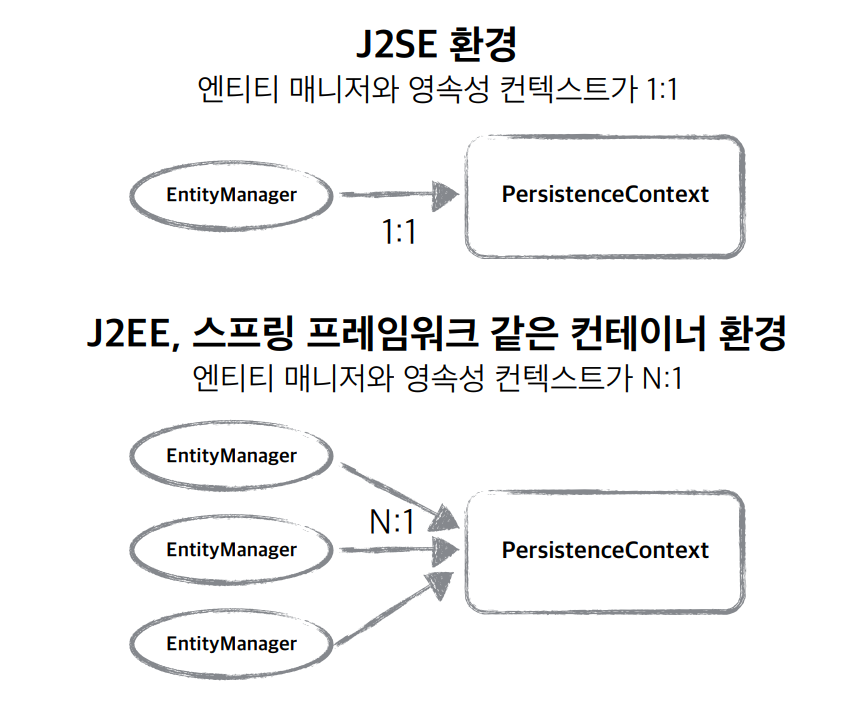 J2SE 환경
엔티티 매니저와 영속성 컨텍스트가 1:1
EntityManager
PersistenceContext
1:1
J2EE, 스프링 프레임워크 같은 컨테이너 환경
엔티티 매니저와 영속성 컨텍스트가 N:1
EntityManager
N:1
EntityManager
PersistenceContext
EntityManager